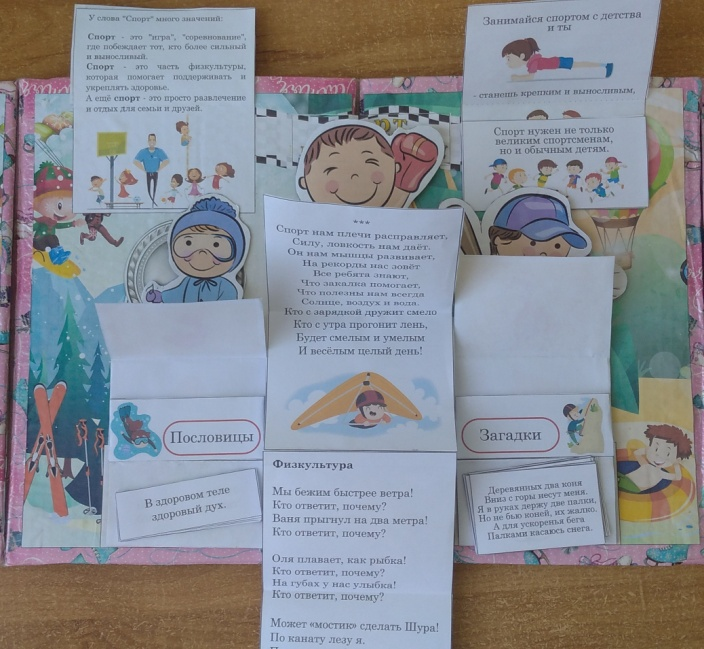 У слова "Спорт" много значений:
Спорт - это "игра", "соревнование",
где побеждает тот, кто более сильный
и выносливый.
Спорт - это часть физкультуры,
которая помогает поддерживать и
укреплять здоровье.
А ещё спорт - это просто развлечение
и отдых для семьи и друзей.
Занимайся спортом с детства
и ты
- станешь крепким и выносливым.
Спорт нужен не только
великим спортсменам,
но и обычным детям.
***
Спорт нам плечи расправляет,
Силу, ловкость нам даёт.
Он нам мышцы развивает,
На рекорды нас зовёт
Все ребята знают,
Что закалка помогает,
Что полезны нам всегда
Солнце, воздух и вода.
Кто с зарядкой дружит смело
Кто с утра прогонит лень,
Будет смелым и умелым
И весёлым целый день!
Пословицы
Загадки
В здоровом теле
здоровый дух.
Деревянных два коня
Вниз с горы несут меня.
Я в руках держу две палки,
Но не бью коней, их жалко.
А для ускоренья бега
Палками касаюсь снега.
Физкультура
Мы бежим быстрее ветра!
Кто ответит, почему?
Ваня прыгнул на два метра!
Кто ответит, почему?
Оля плавает, как рыбка!
Кто ответит, почему?
На губах у нас улыбка!
Кто ответит, почему?
Может «мостик» сделать Шура!
По канату лезу я.